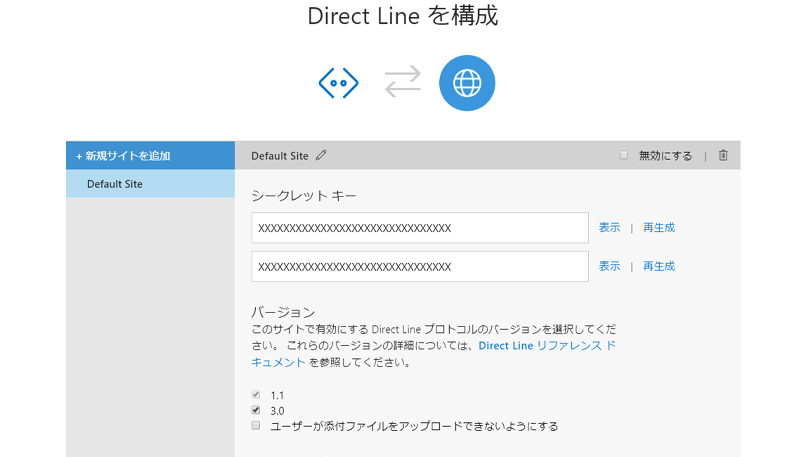 Direct Line を構成
+ 新規サイトを追加
Default Site
無効にする |
Default Site
シークレット キー
XXXXXXXXXXXXXXXXXXXXXXXXXXXXXXXX 表示 | 再生成
XXXXXXXXXXXXXXXXXXXXXXXXXXXXXXXX 表示 | 再生成
バージョン
このサイトで有効にする Direct Line プロトコルのバージョンを選択してくだ
さい。 これらのバージョンの詳細については、Direct Line リファレンス ド
キュメント を参照してください。
1.1
3.0
ユーザーが添付ファイルをアップロードできないようにする